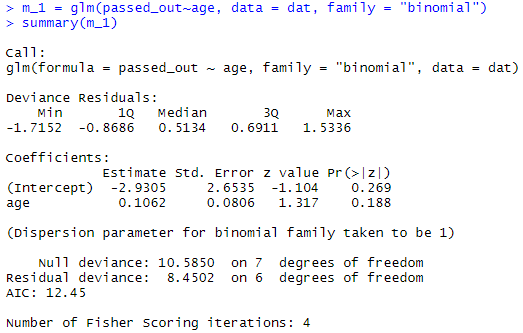 > m_1 = glm(passed_out~age, data = dat, family = "binomial")
> summary(m_1)
Call:
glm(formula = passed_out ~ age, family = "binomial", data = dat)
Deviance Residuals:
Min 1Q Median 3Q Max
-1.7152 -0.8686 0.5134 0.6911 1.5336
Coefficients:
Estimate Std. Error z value Pr(>|z|)
(Intercept) -2.9305 2.6535 -1.104 0.269
age 0.1062 0.0806 1.317 0.188
(Dispersion parameter for binomial family taken to be 1)
Null deviance: 10.5850 on 7 degrees of freedom
Residual deviance: 8.4502 on 6 degrees of freedom
AIC: 12.45
Number of Fisher Scoring iterations: 4